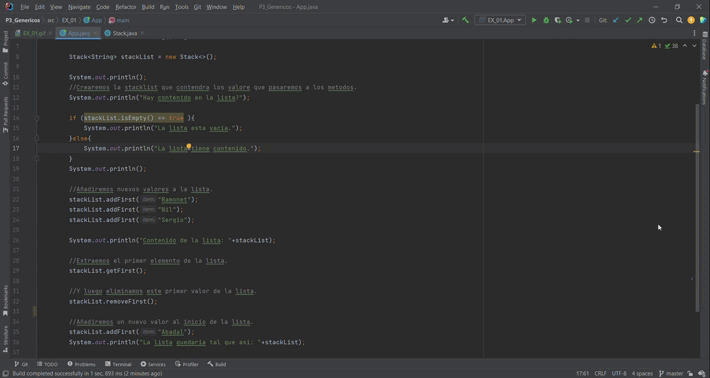 File Edit View Navigate Code Refactor Build Run Tools Git Window Help P3_Genericos - App.java
P3_Genericos src EX_01 App main EX_01.App Git:
EX_01.gif App.java Stack.java
1 38
7
8 Stack<String> stackList = new Stack<>();
9
10 System.out.println();
11 //Crearemos la stacklist que contendra los valore que pasaremos a los metodos.
12 System.out.println("Hay contenido en la lista?");
13
14 if (stackList.isEmpty() == true ){
15 System.out.println("La lista esta vacia.");
16 }else{
17 System.out.println("La lista tiene contenido.");
18 }
19 System.out.println();
20
21 //Añadiremos nuevos valores a la lista.
22 stackList.addFirst( item: "Ramonet");
23 stackList.addFirst( item: "Nil");
24 stackList.addFirst( item: "Sergio");
25
26 System.out.println("Contenido de la lista: "+stackList);
27
28 //Extraemos el primer elemento de la lista.
29 stackList.getFirst();
30
31 //Y luego eliminamos este primer valor de la lista.
32 stackList.removeFirst();
33
34 //Añadiremos un nuevo valor al inicio de la lista.
35 stackList.addFirst( item: "Abadal");
36 System.out.println("La lista quedaria tal que asi: "+stackList);
37
Project
Commit
Pull Requests
Bookmarks
Structure
Database
Notifications
Git TODO Problems Terminal Services Profiler Build
Build completed successfully in 1 sec, 893 ms (2 minutes ago) 17:61 CRLF UTF-8 4 spaces master